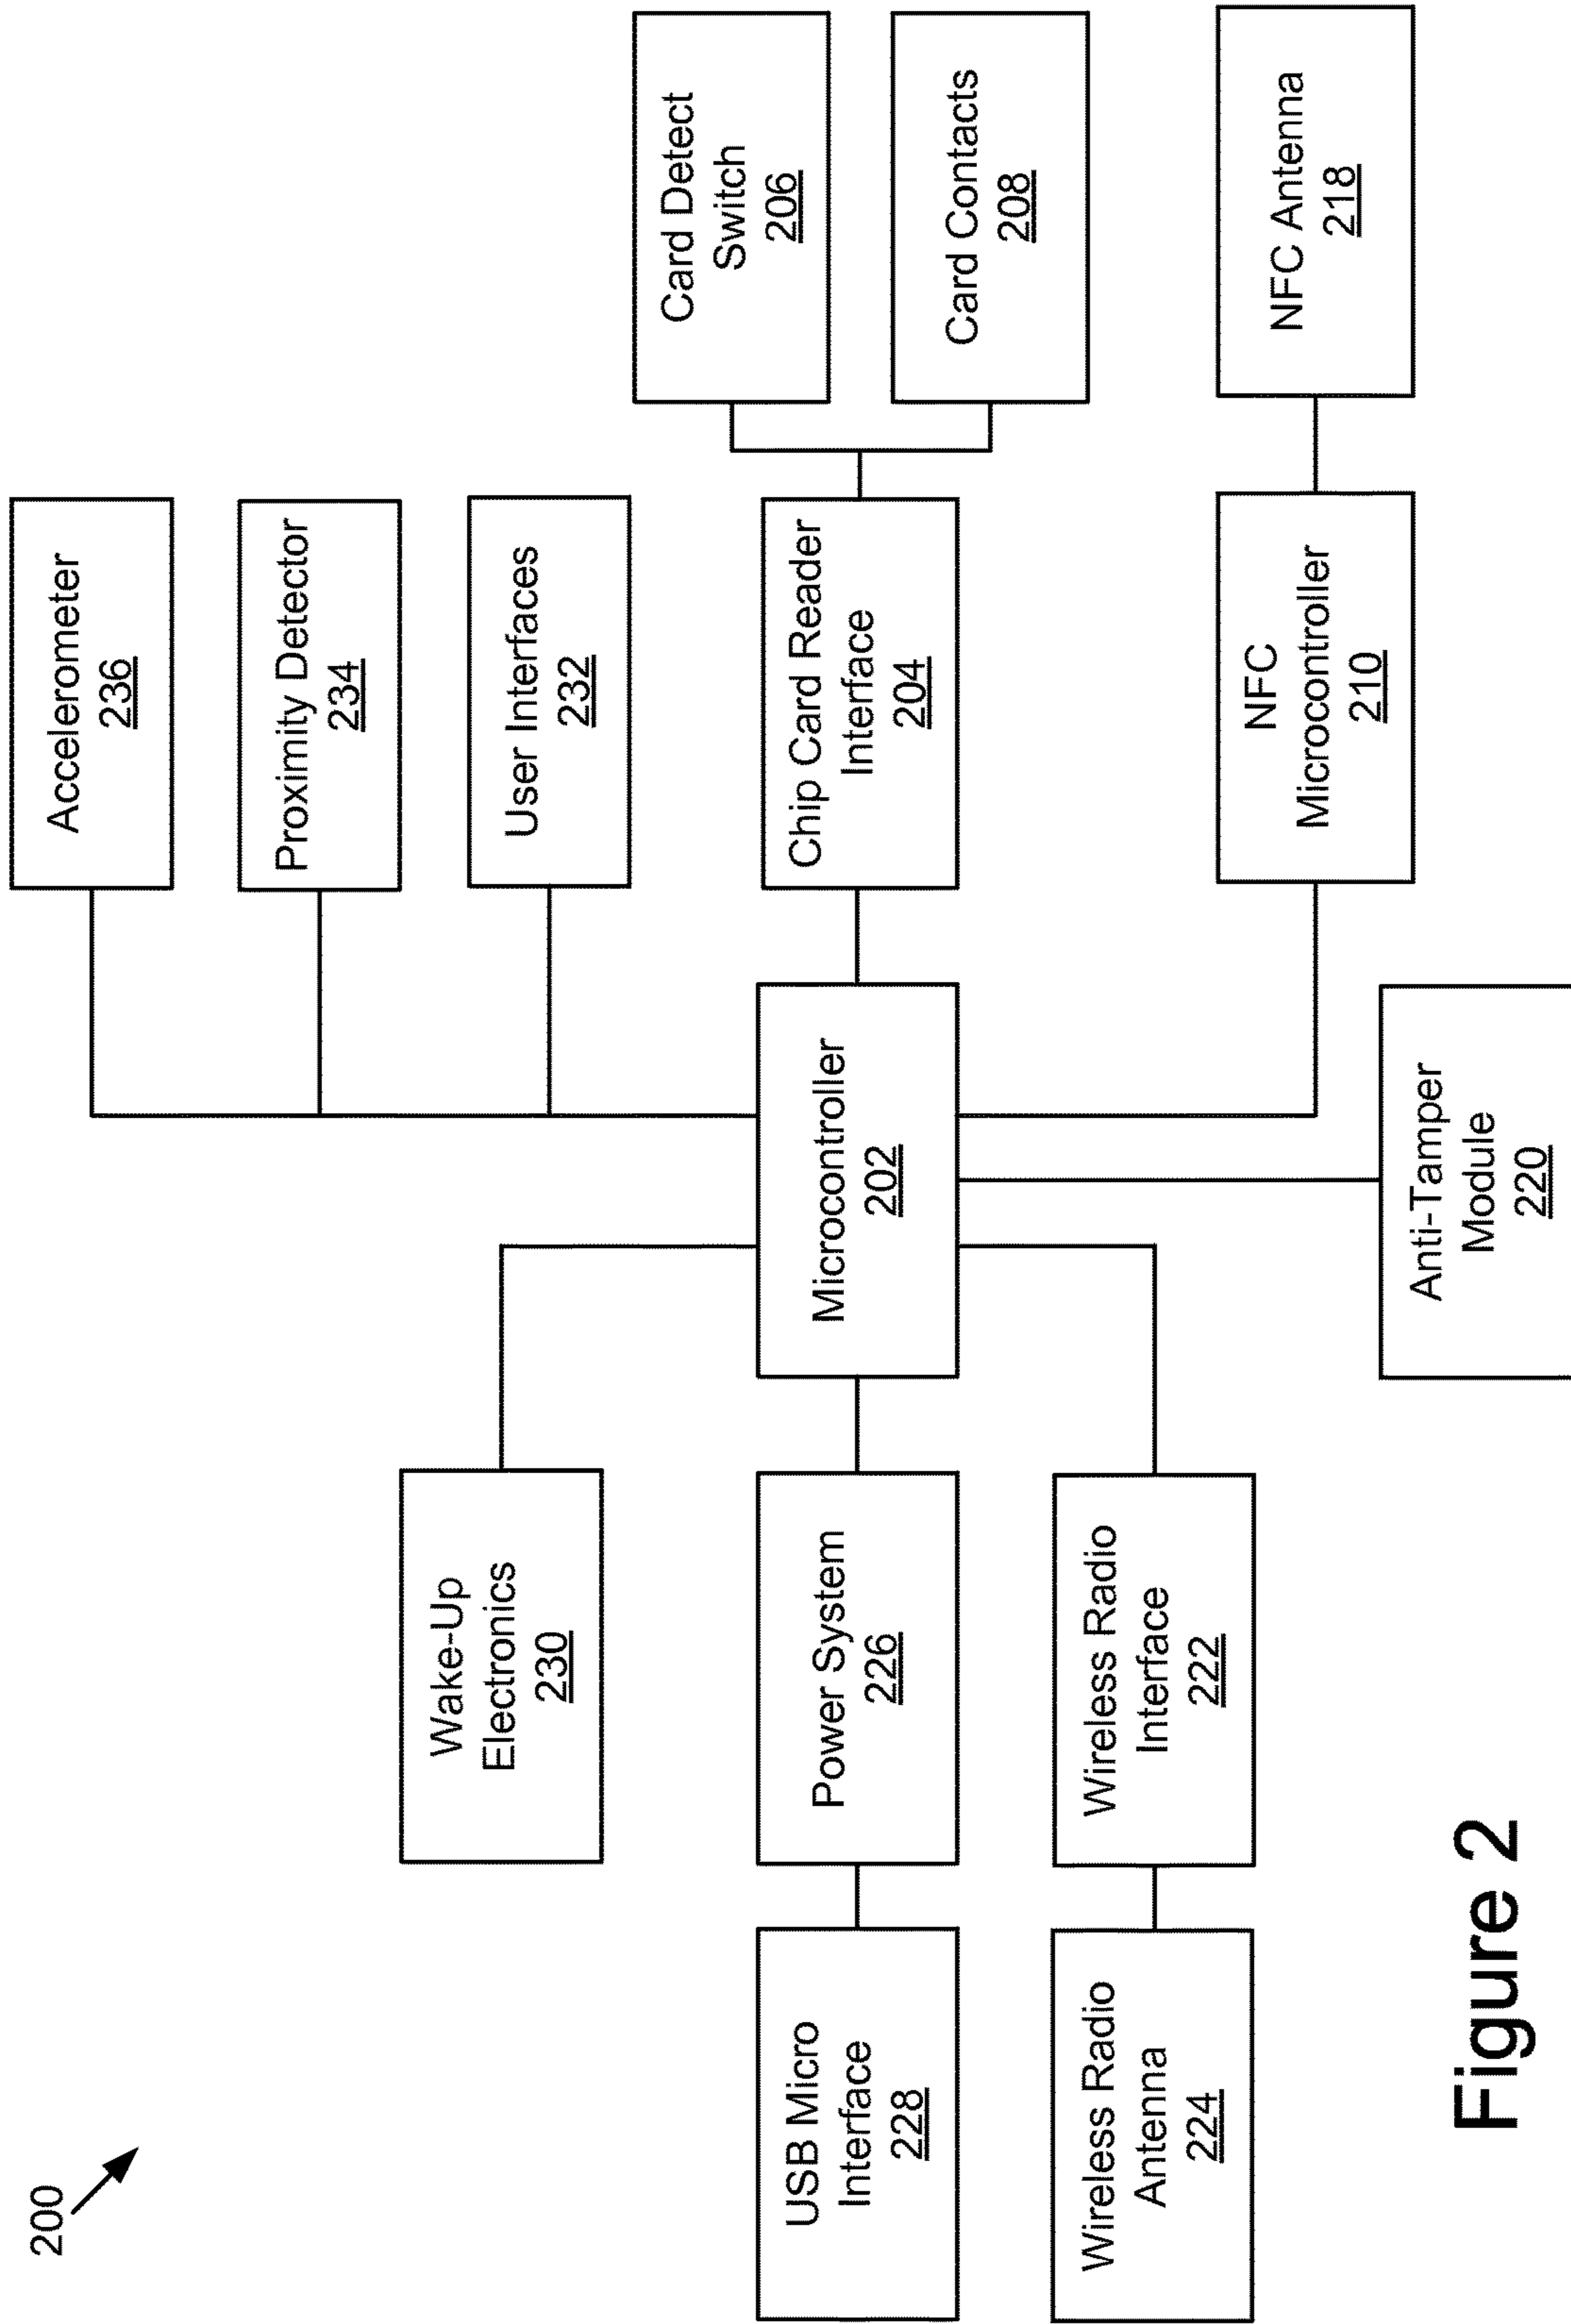 200
Accelerometer
236
Proximity Detector
234
User Interfaces
232
Wake-Up
Electronics
230
Card Detect
Switch
206
Card Contacts
208
USB Micro
Interface
228
Power System
226
Microcontroller
202
Chip Card Reader
Interface
204
Wireless Radio
Antenna
224
Wireless Radio
Interface
222
NFC
Microcontroller
210
NFC Antenna
218
Anti-Tamper
Module
220
Figure 2